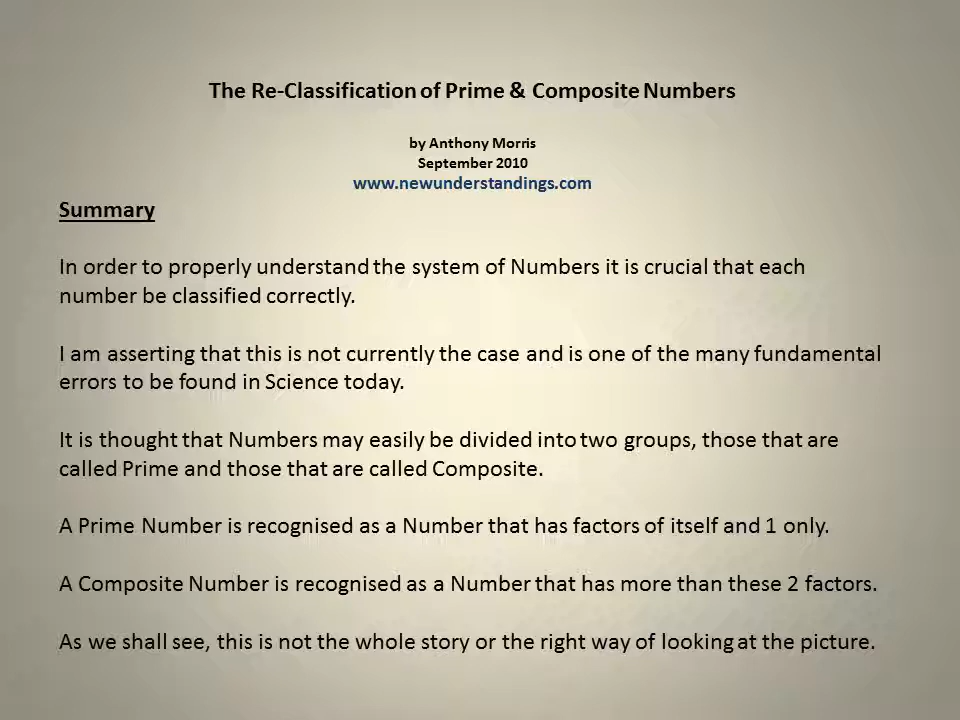 The Re-Classification of Prime & Composite Numbers
by Anthony Morris
September 2010
www.newunderstandings.com
Summary
In order to properly understand the system of Numbers it is crucial that each
number be classified correctly.
I am asserting that this is not currently the case and is one of the many fundamental
errors to be found in Science today.
It is thought that Numbers may easily be divided into two groups, those that are
called Prime and those that are called Composite.
A Prime Number is recognised as a Number that has factors of itself and 1 only.
A Composite Number is recognised as a Number that has more than these 2 factors.
As we shall see, this is not the whole story or the right way of looking at the picture.